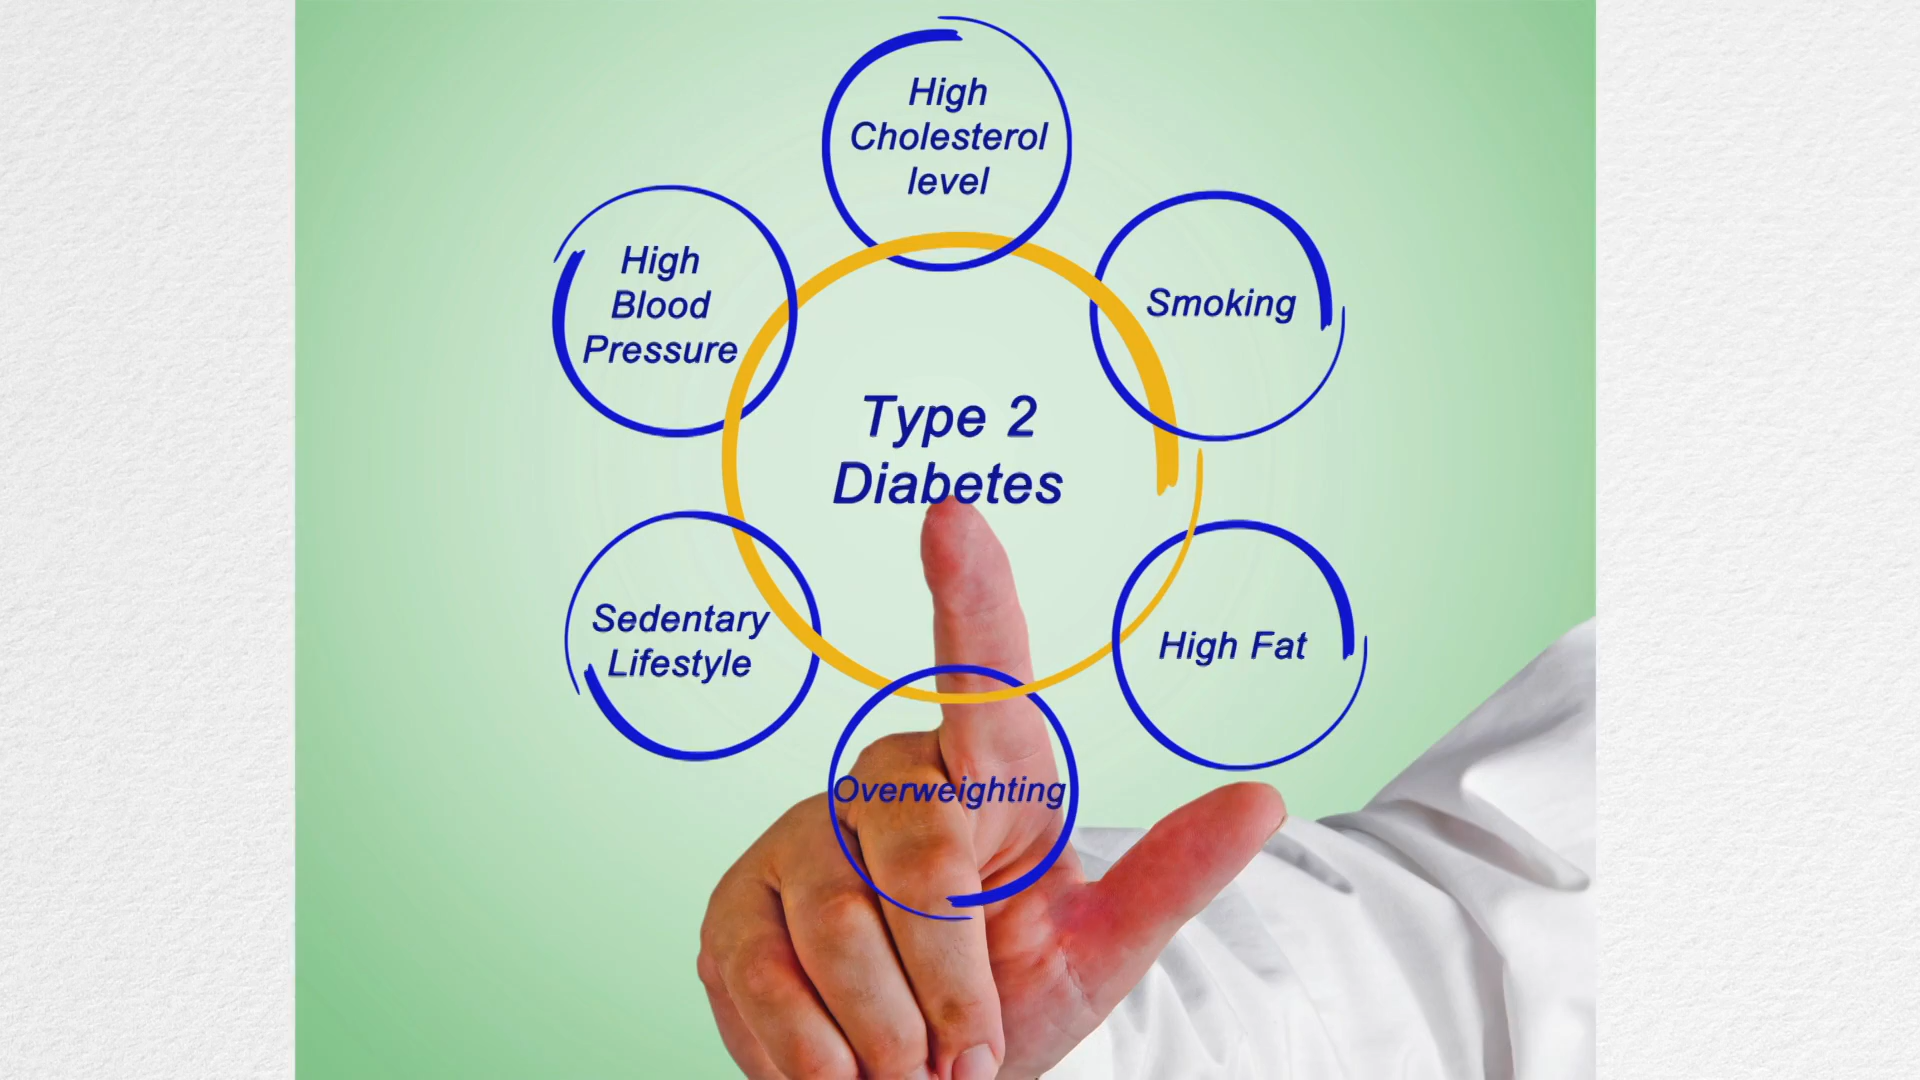 High
Cholesterol
level
High
Blood
Pressure
Smoking
Type 2
Diabetes
Sedentary
Lifestyle
High Fat
Overweighting